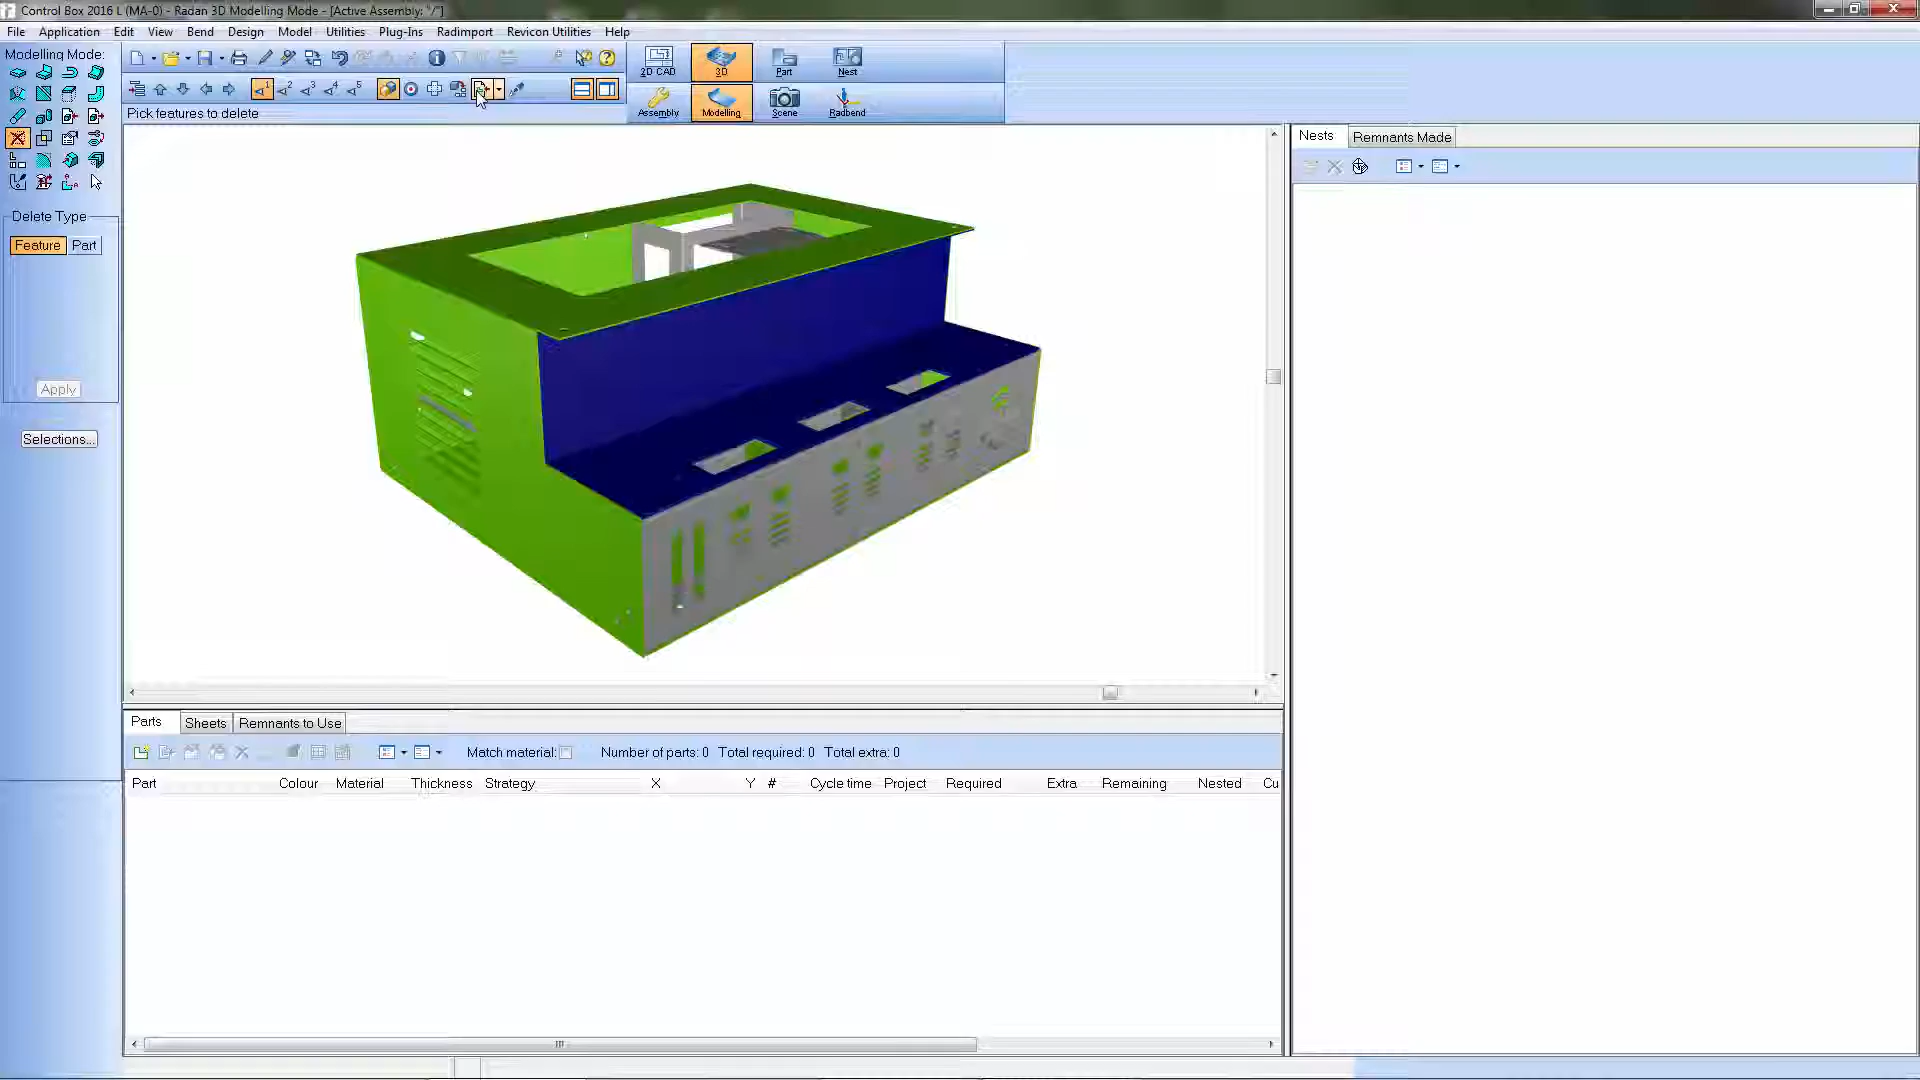 Control Box 2016 L (MA-0) - Radan 3D Modelling Mode - [Active Assembly: "/"]
File Application Edit View Bend Design Model Utilities Plug-Ins Radimport Revicon Utilities Help
Modelling Mode:
2D CAD 3D Part Nest
Assembly Modelling Scene Radbend
Pick features to delete
Nests Remnants Made
Delete Type
Feature Part
Apply
Selections...
Parts Sheets Remnants to Use
Match material: Number of parts: 0 Total required: 0 Total extra: 0
Part Colour Material Thickness Strategy X Y # Cycle time Project Required Extra Remaining Nested Cu